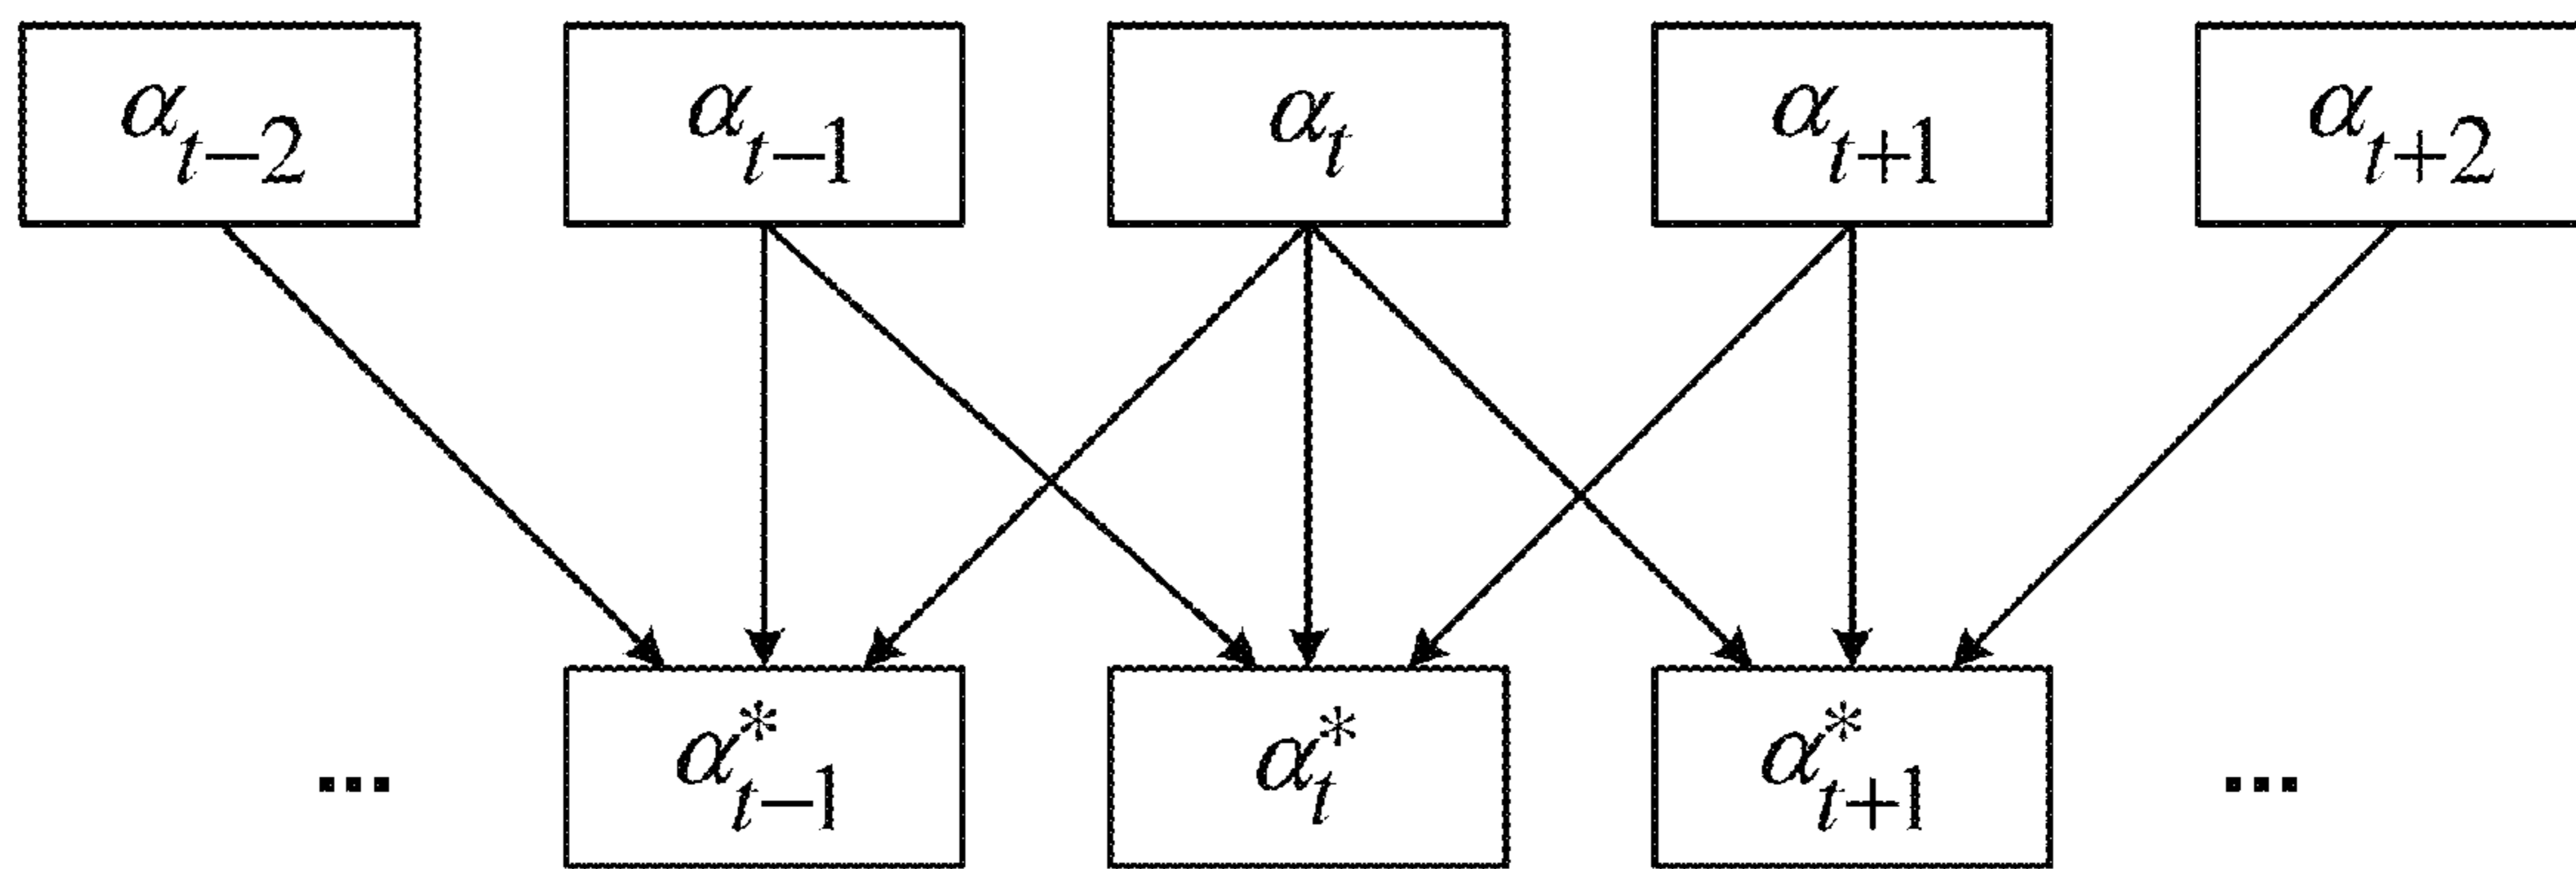 α_{t−2} α_{t−1} α_t α_{t+1} α_{t+2}
... α*_{t−1} α*_t α*_{t+1} ...